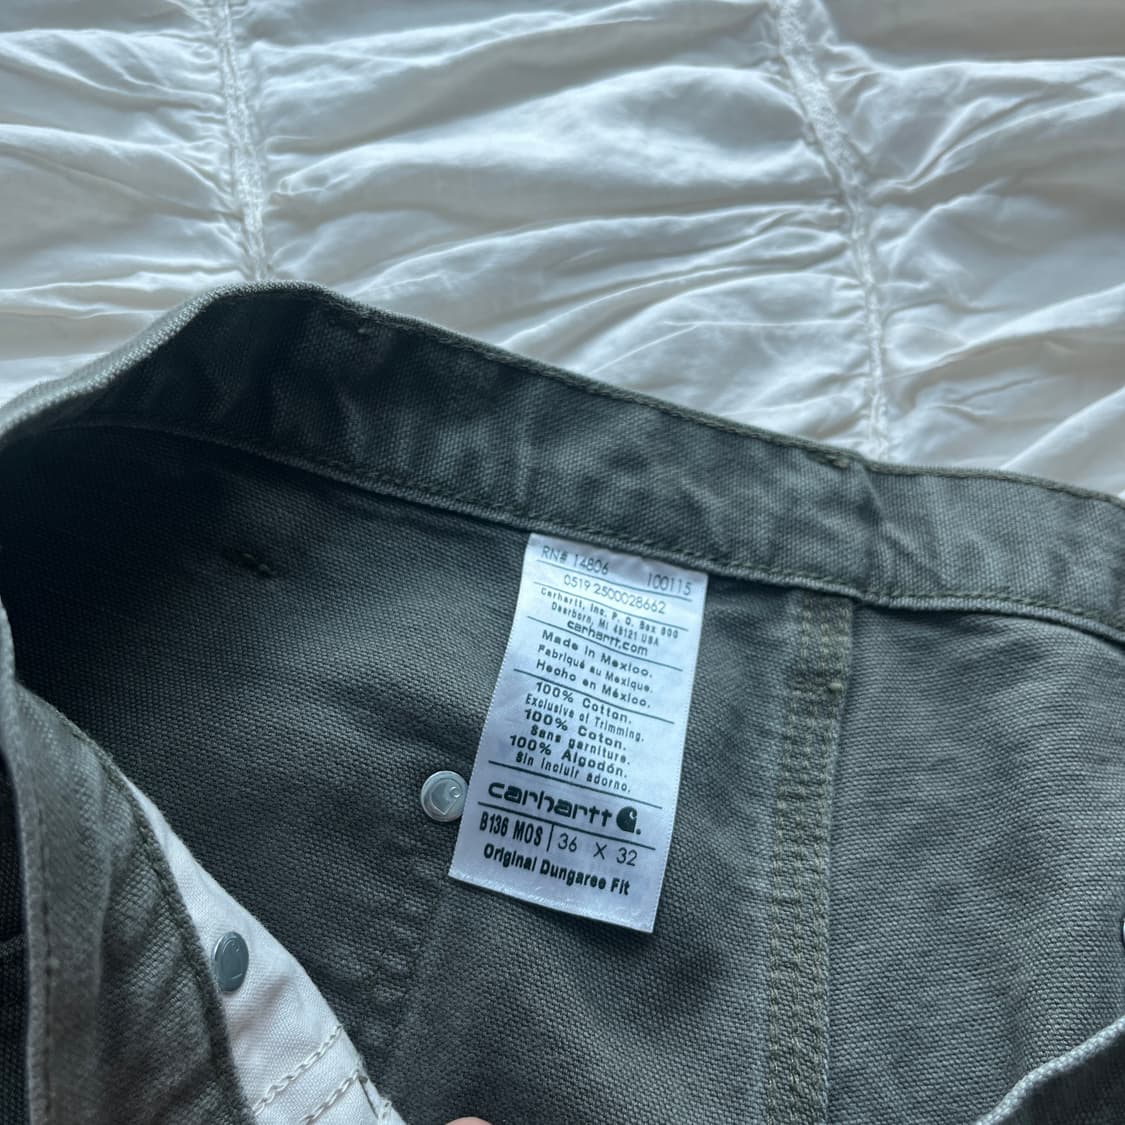 RN# 14806 100115
0519 2500028662
Carhartt, Inc. P. O. Box 600
Dearborn, MI 48121 USA
carhartt.com
Made in Mexico.
Fabriqué au Mexique.
Hecho en México.
100% Cotton.
Exclusive of Trimming.
100% Coton.
Sans garniture.
100% Algodón.
Sin incluir adorno.
carhartt
B136 MOS | 36 X 32
Original Dungaree Fit